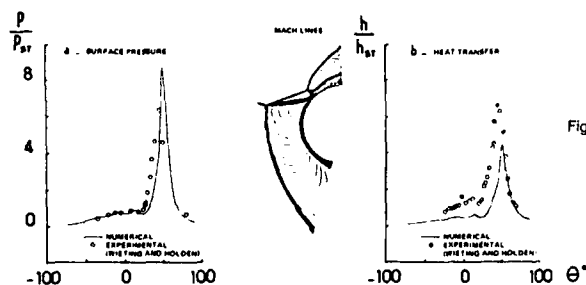 P
P_ST
a _ SURFACE PRESSURE
8
4
0
NUMERICAL
EXPERIMENTAL
(WIETING AND HOLDEN)
-100 0 100
MACH LINES
h
h_ST
b _ HEAT TRANSFER
NUMERICAL
EXPERIMENTAL
(WIETING AND HOLDEN)
-100 0 100
θ°
Fig